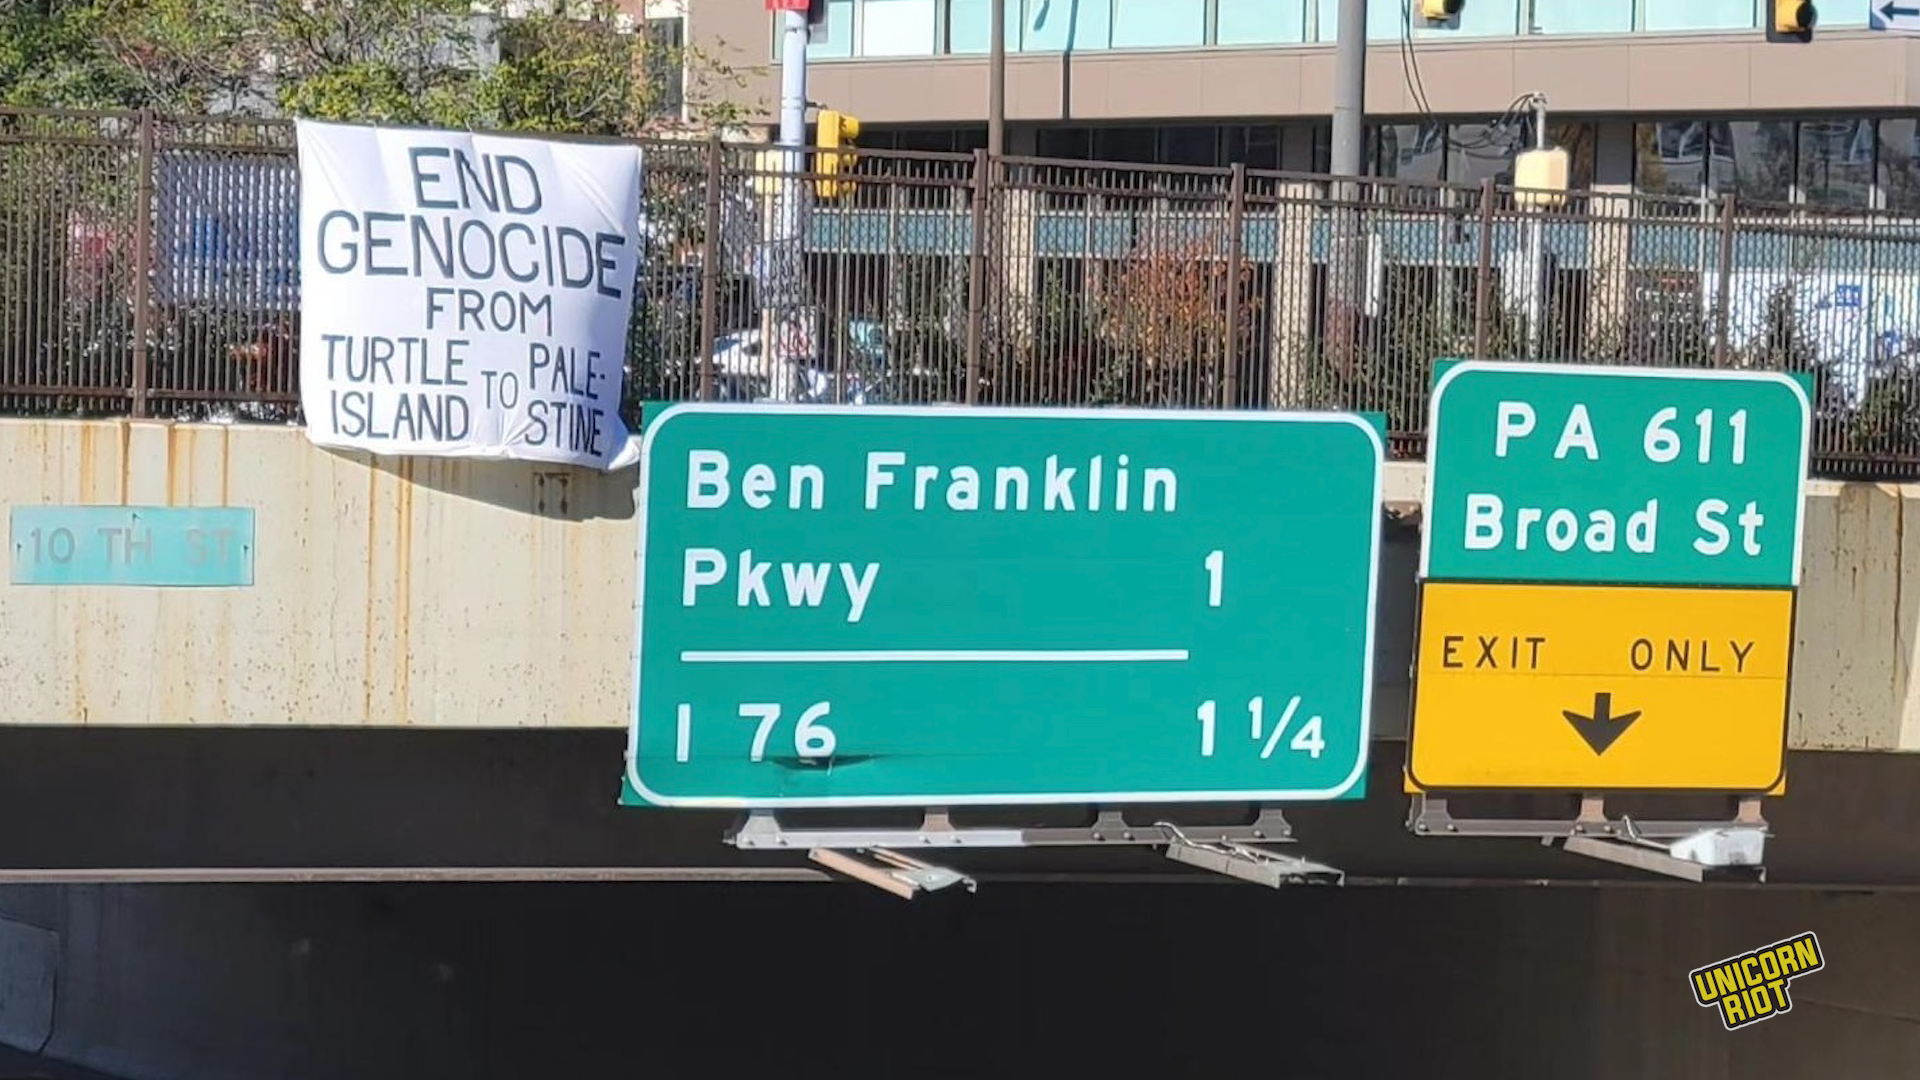 END
GENOCIDE
FROM
TURTLE
ISLAND
TO
PALE-
STINE
10 TH ST
Ben Franklin
Pkwy 1
I 76 1 1/4
PA 611
Broad St
EXIT ONLY
UNICORN
RIOT